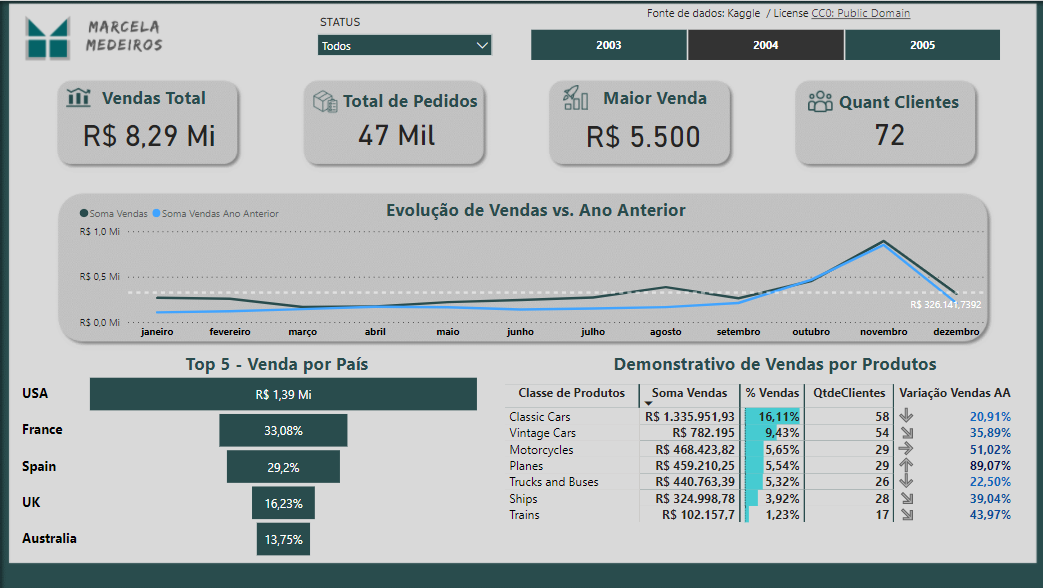 MARCELA
MEDEIROS
STATUS
Todos
Fonte de dados: Kaggle / License CC0: Public Domain
2003 2004 2005
Vendas Total
R$ 8,29 Mi
Total de Pedidos
47 Mil
Maior Venda
R$ 5.500
Quant Clientes
72
Evolução de Vendas vs. Ano Anterior
Soma Vendas Soma Vendas Ano Anterior
R$ 1,0 Mi
R$ 0,5 Mi
R$ 0,0 Mi
R$ 326.141,7392
janeiro fevereiro março abril maio junho julho agosto setembro outubro novembro dezembro
Top 5 - Venda por País
USA R$ 1,39 Mi
France 33,08%
Spain 29,2%
UK 16,23%
Australia 13,75%
Demonstrativo de Vendas por Produtos
Classe de Produtos Soma Vendas % Vendas QtdeClientes Variação Vendas AA
Classic Cars R$ 1.335.951,93 16,11% 58 20,91%
Vintage Cars R$ 782.195 9,43% 54 35,89%
Motorcycles R$ 468.423,82 5,65% 29 51,02%
Planes R$ 459.210,25 5,54% 29 89,07%
Trucks and Buses R$ 440.763,39 5,32% 26 22,50%
Ships R$ 324.998,78 3,92% 28 39,04%
Trains R$ 102.157,7 1,23% 17 43,97%